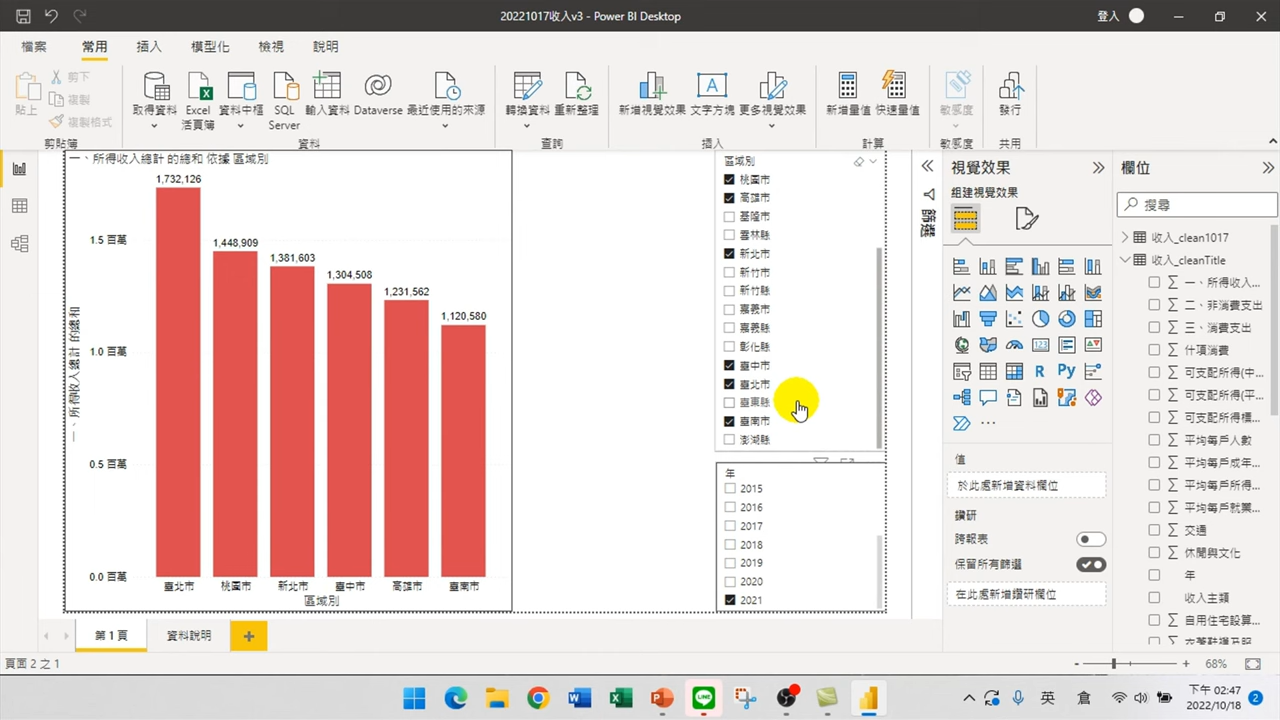 20221017收入v3 - Power BI Desktop
登入
檔案 常用 插入 模型化 檢視 說明
貼上
剪下
複製
複製格式
剪貼簿
取得資料
Excel 活頁簿
資料中樞
SQL Server
輸入資料
Dataverse
最近使用的來源
資料
轉換資料
重新整理
查詢
新增視覺效果
文字方塊
更多視覺效果
插入
新增量值
快速量值
計算
敏感度
敏感度
發行
共用
一、所得收入總計 的總和 依據 區域別
1,732,126
1,448,909
1,381,603
1,304,508
1,231,562
1,120,580
1.5 百萬
1.0 百萬
0.5 百萬
0.0 百萬
一、所得收入總計 的總和
臺北市 桃園市 新北市 臺中市 高雄市 臺南市
區域別
區域別
桃園市
高雄市
基隆市
雲林縣
新北市
新竹市
新竹縣
嘉義市
嘉義縣
彰化縣
臺中市
臺北市
臺東縣
臺南市
澎湖縣
年
2015
2016
2017
2018
2019
2020
2021
篩選
視覺效果
組建視覺效果
R
Py
123
值
於此處新增資料欄位
鑽研
跨報表
保留所有篩選
在此處新增鑽研欄位
欄位
搜尋
收入_clean1017
收入_cleanTitle
一、所得收入...
二、非消費支出
三、消費支出
什項消費
可支配所得(中...
可支配所得(平...
可支配所得標...
平均每戶人數
平均每戶成年...
平均每戶所得...
平均每戶就業...
交通
休閒與文化
年
收入主類
自用住宅設算...
第 1 頁
資料說明
頁面 2 之 1
68%
英
倉
下午 02:47
2022/10/18
2